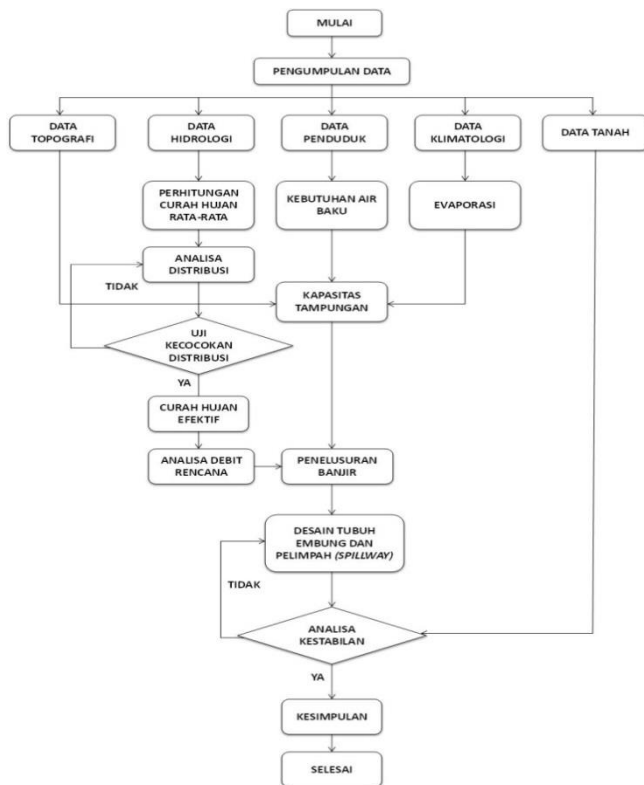 MULAI
PENGUMPULAN DATA
DATA
TOPOGRAFI
DATA
HIDROLOGI
DATA
PENDUDUK
DATA
KLIMATOLOGI
DATA TANAH
PERHITUNGAN
CURAH HUJAN
RATA-RATA
KEBUTUHAN AIR
BAKU
EVAPORASI
ANALISA
DISTRIBUSI
TIDAK
KAPASITAS
TAMPUNGAN
UJI
KECOCOKAN
DISTRIBUSI
YA
CURAH HUJAN
EFEKTIF
ANALISA DEBIT
RENCANA
PENELUSURAN
BANJIR
DESAIN TUBUH
EMBUNG DAN
PELIMPAH (SPILLWAY)
TIDAK
ANALISA
KESTABILAN
YA
KESIMPULAN
SELESAI